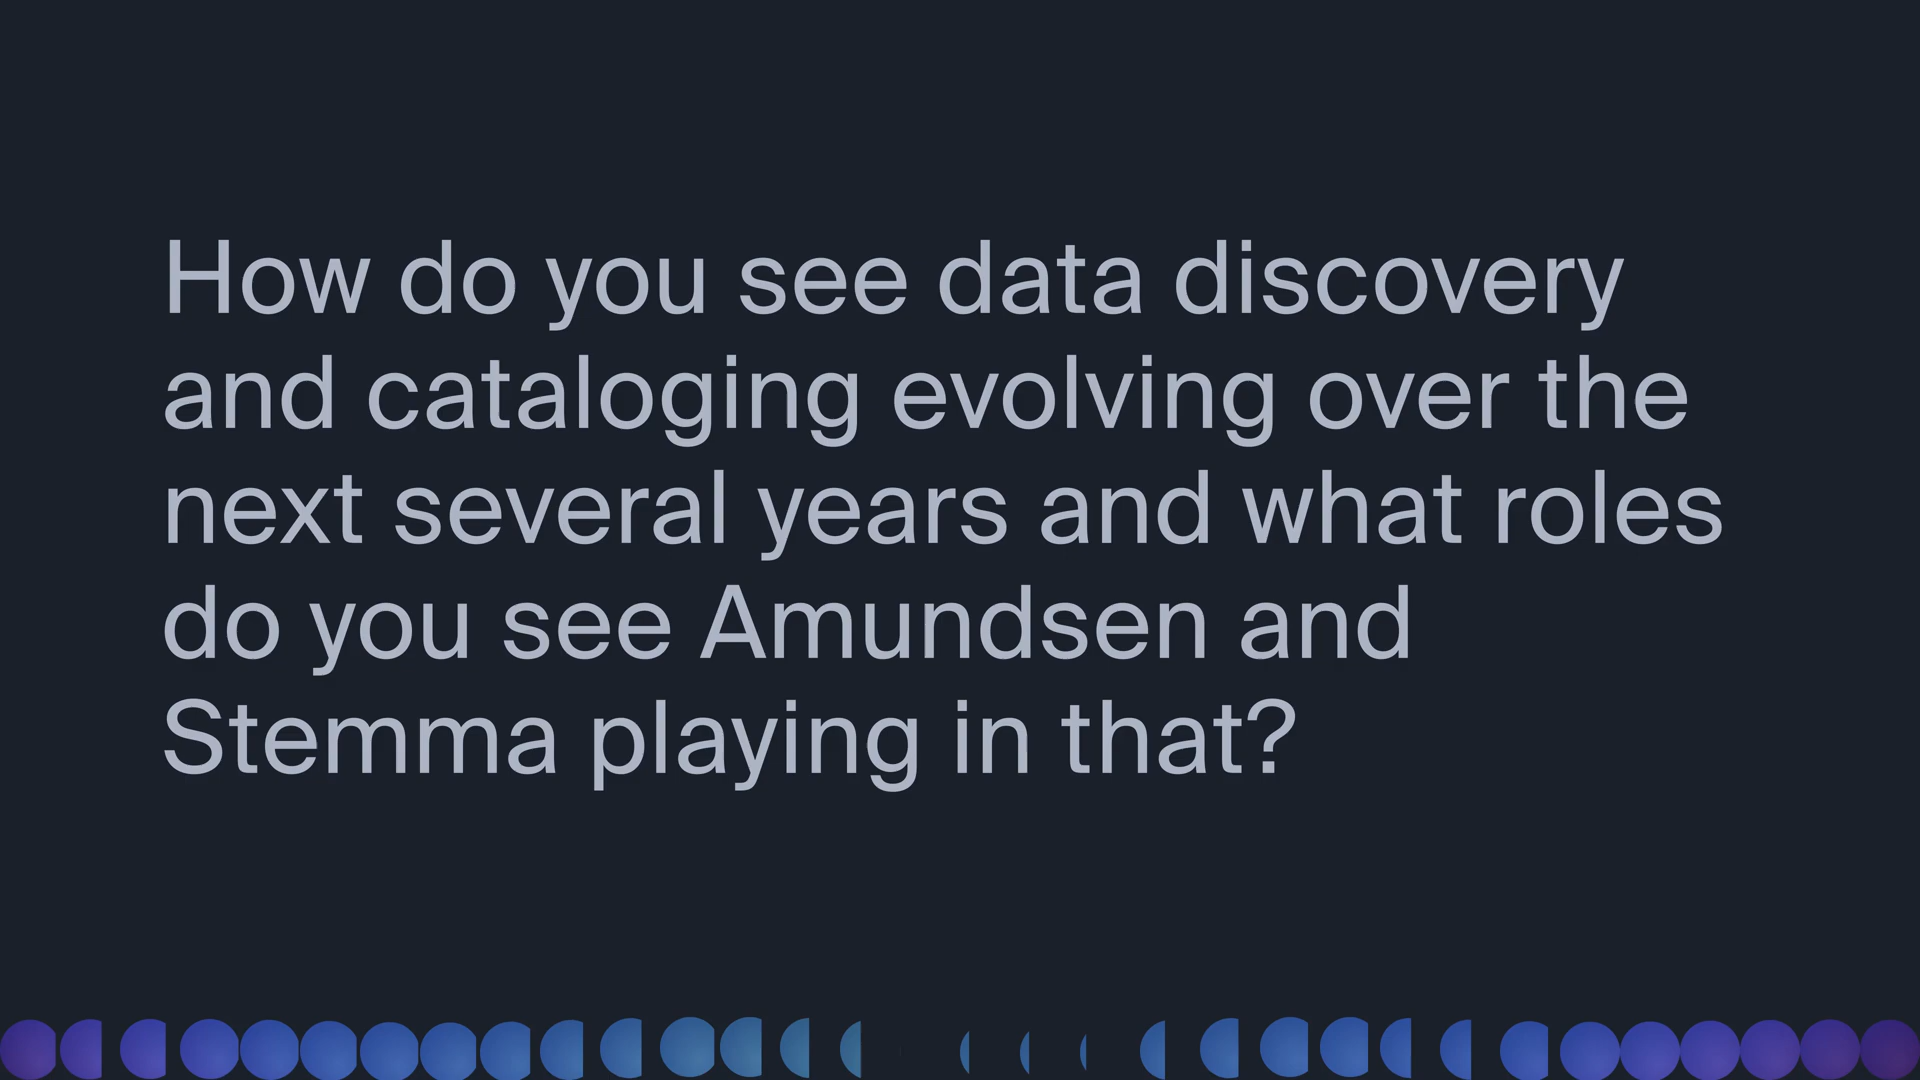 How do you see data discovery
and cataloging evolving over the
next several years and what roles
do you see Amundsen and
Stemma playing in that?